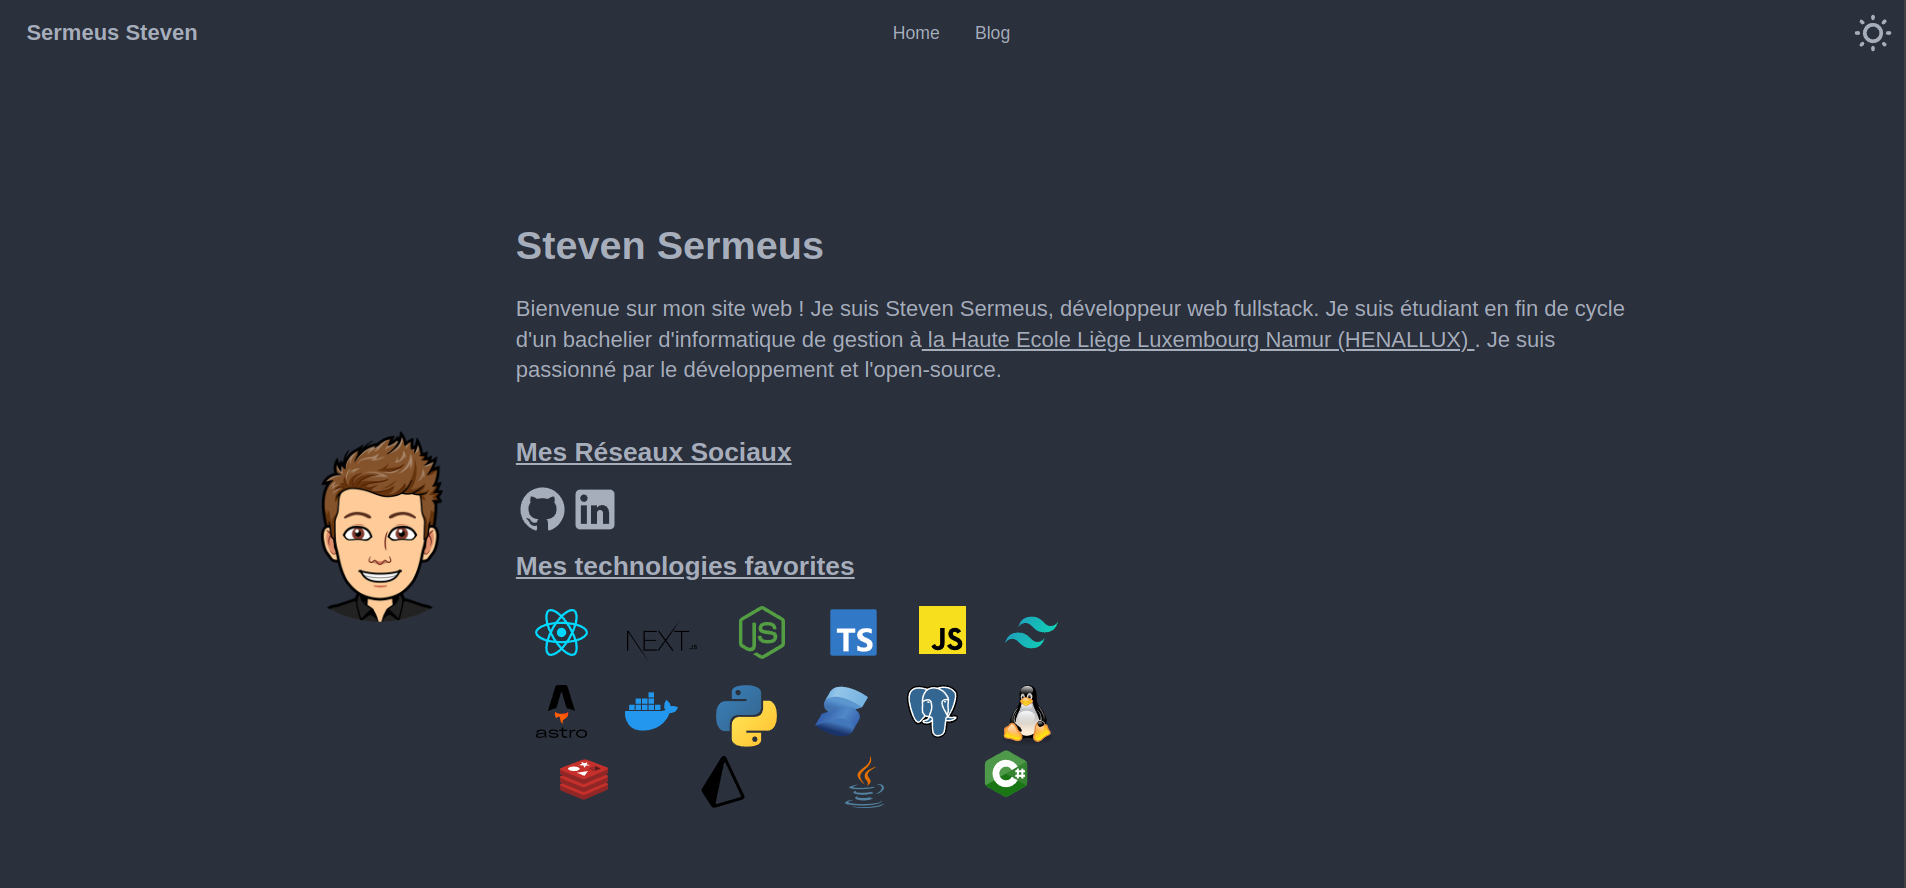 Sermeus Steven
Home
Blog
Steven Sermeus
Bienvenue sur mon site web ! Je suis Steven Sermeus, développeur web fullstack. Je suis étudiant en fin de cycle
d'un bachelier d'informatique de gestion à la Haute Ecole Liège Luxembourg Namur (HENALLUX) . Je suis
passionné par le développement et l'open-source.
Mes Réseaux Sociaux
in
Mes technologies favorites
NEXT.JS
JS
TS
JS
astro
C#